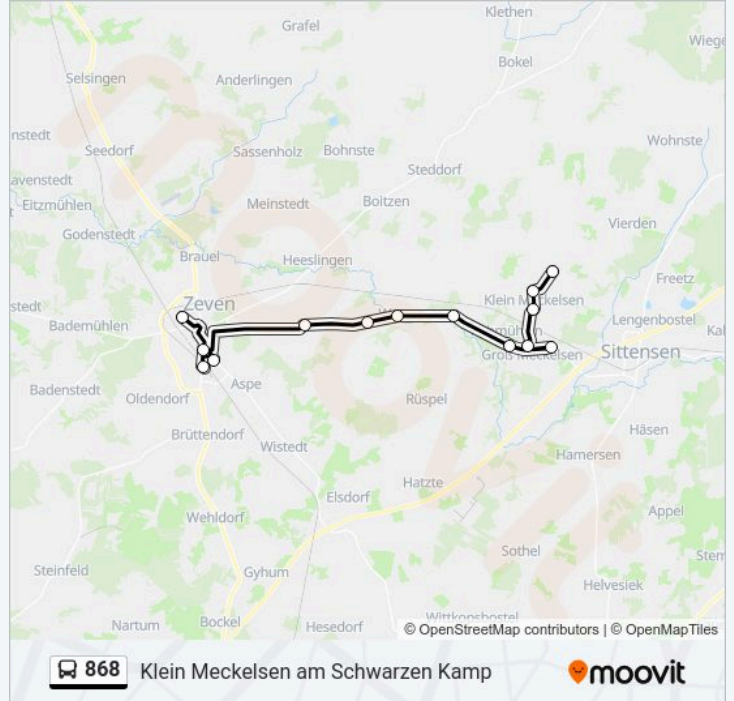 Klethen
Grafel
Wiege
Bokel
Selsingen
Anderlingen
nstedt
Seedorf
Sassenholz
Bohnste
Wohnste
Steddorf
avenstedt
Eitzmühlen
Meinstedt
Boitzen
Vierden
Godenstedt
Brauel
Heeslingen
Freetz
stedt
Zeven
Klein Meckelsen
Bademühlen
Lengenbostel
Groß Meckelsen
Sittensen
Badenstedt
Aspe
Oldendorf
Rüspel
Brüttendorf
Häsen
Wistedt
Hamersen
Hatzte
Elsdorf
Appel
Wehldorf
Sothel
Steinfeld
Gyhum
Helvesiek
Nartum
Bockel
Hesedorf
Wittkopsbostel
© OpenStreetMap contributors | © OpenMapTiles
868 Klein Meckelsen am Schwarzen Kamp
moovit